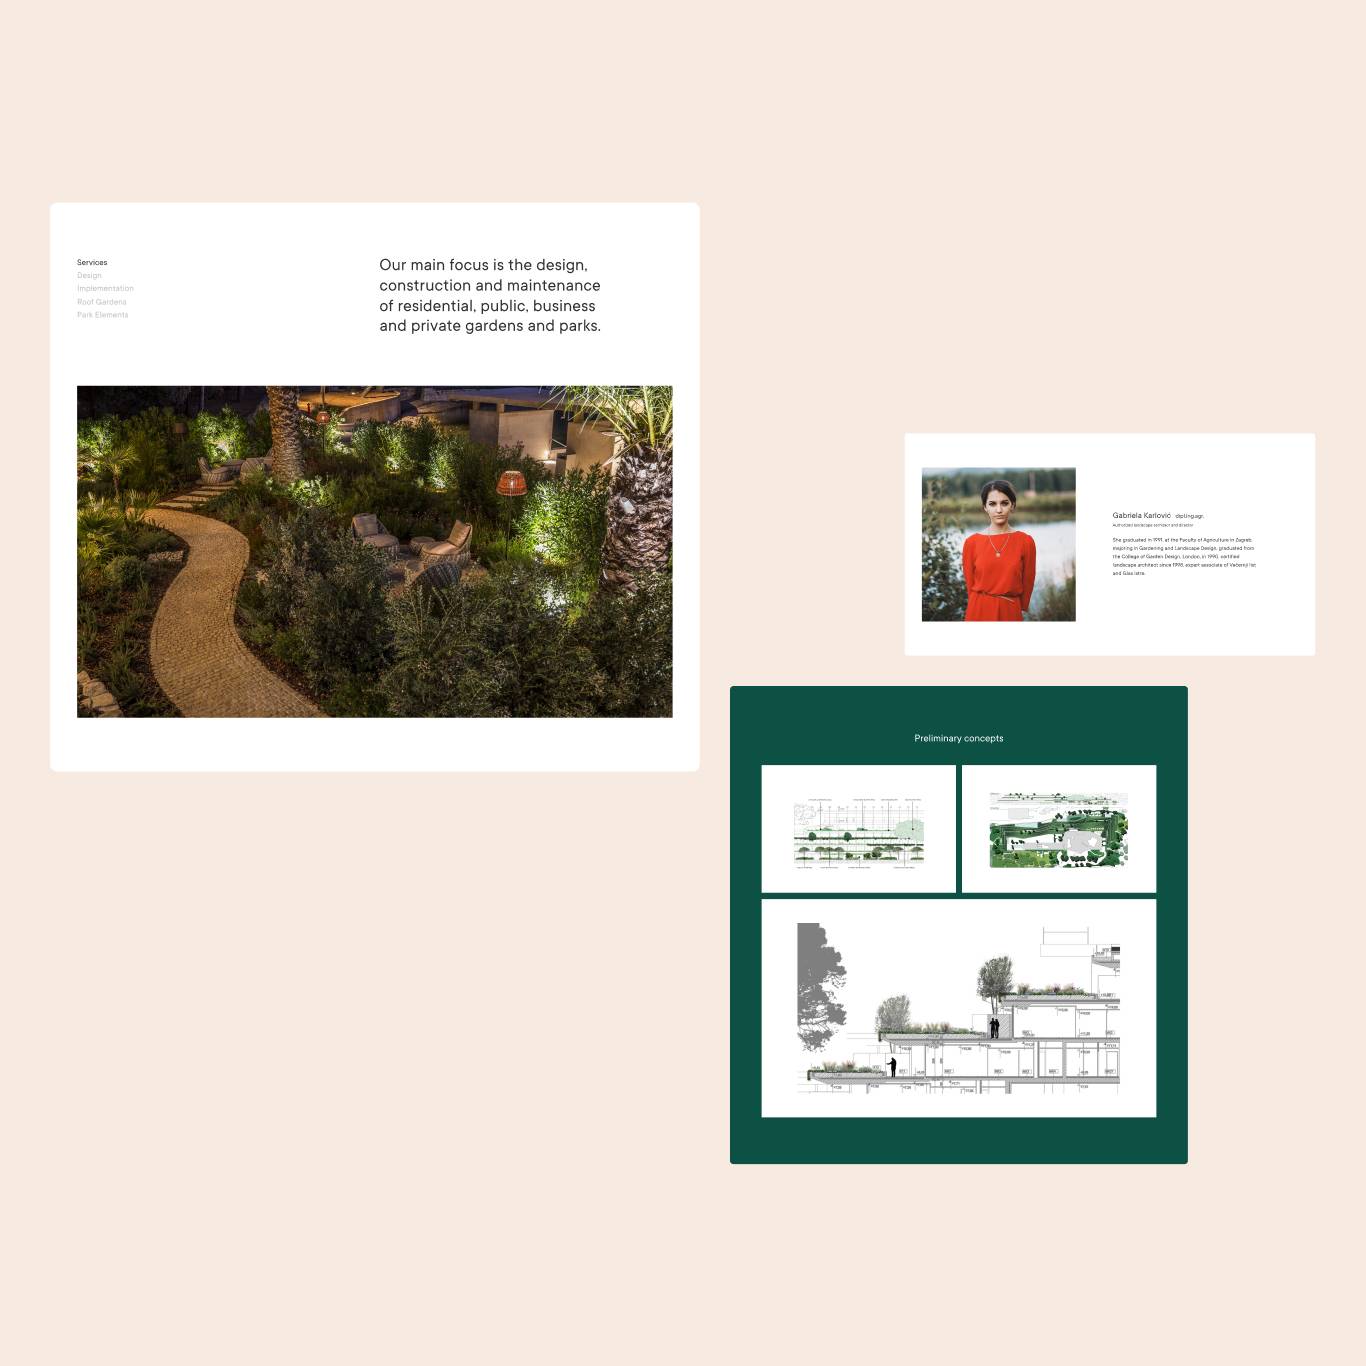 Services
Design
Implementation
Roof Gardens
Park Elements
Our main focus is the design,
construction and maintenance
of residential, public, business
and private gardens and parks.
Gabriela Karlović dipl.ing.agr.
Authorized landscape architect and director
She graduated in 1991. at the Faculty of Agriculture in Zagreb,
majoring in Gardening and Landscape Design, graduated from
the College of Garden Design, London, in 1990, certified
landscape architect since 1998, expert associate of Večernji list
and Glas Istre.
Preliminary concepts